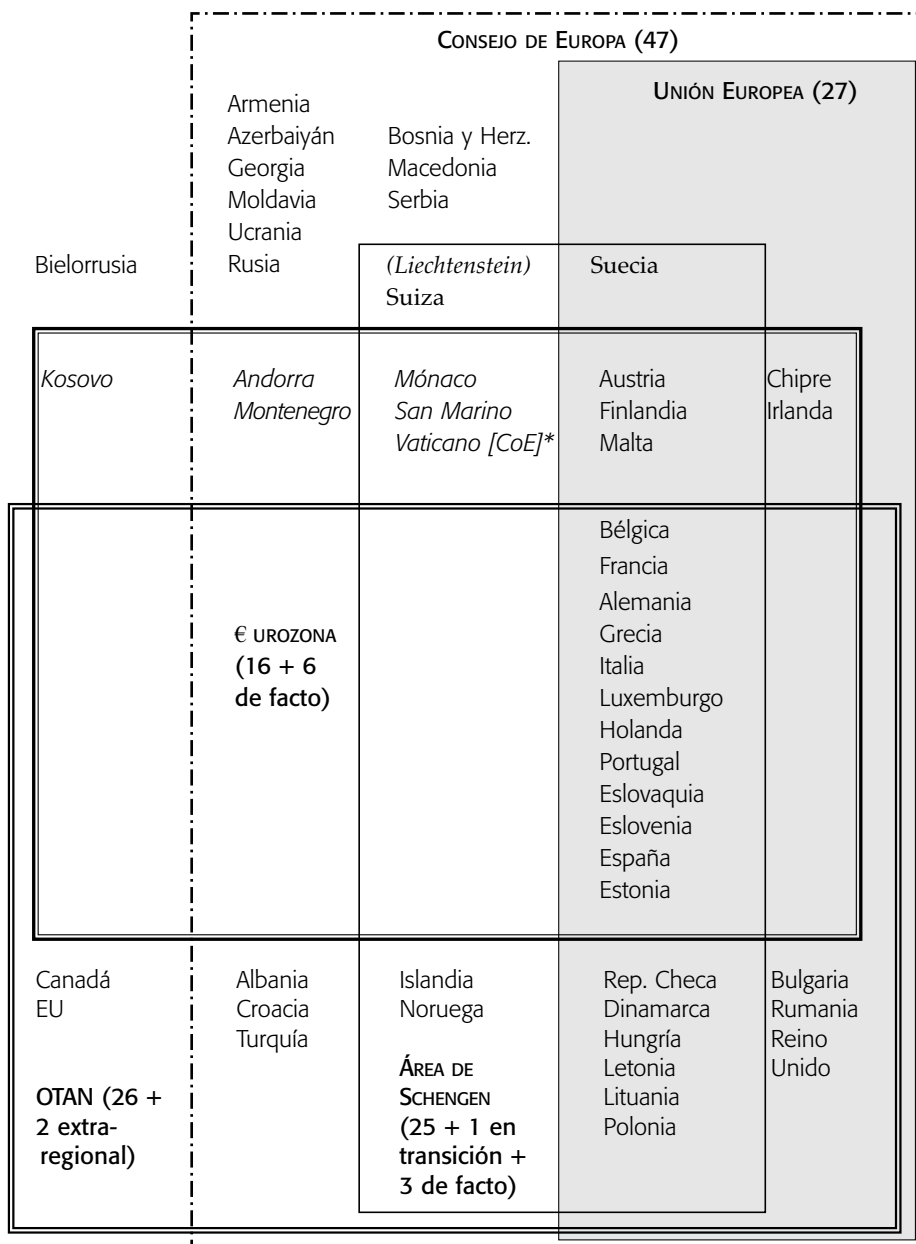 CONSEJO DE EUROPA (47)
UNIÓN EUROPEA (27)
Armenia
Azerbaiyán
Georgia
Moldavia
Ucrania
Rusia
Bosnia y Herz.
Macedonia
Serbia
Bielorrusia
(Liechtenstein)
Suiza
Suecia
Kosovo
Andorra
Montenegro
Mónaco
San Marino
Vaticano [CoE]*
Austria
Finlandia
Malta
Chipre
Irlanda
Bélgica
Francia
Alemania
Grecia
Italia
Luxemburgo
Holanda
Portugal
Eslovaquia
Eslovenia
España
Estonia
€ UROZONA
(16 + 6
de facto)
Canadá
EU
OTAN (26 +
2 extra-
regional)
Albania
Croacia
Turquía
Islandia
Noruega
ÁREA DE
SCHENGEN
(25 + 1 en
transición +
3 de facto)
Rep. Checa
Dinamarca
Hungría
Letonia
Lituania
Polonia
Bulgaria
Rumania
Reino
Unido